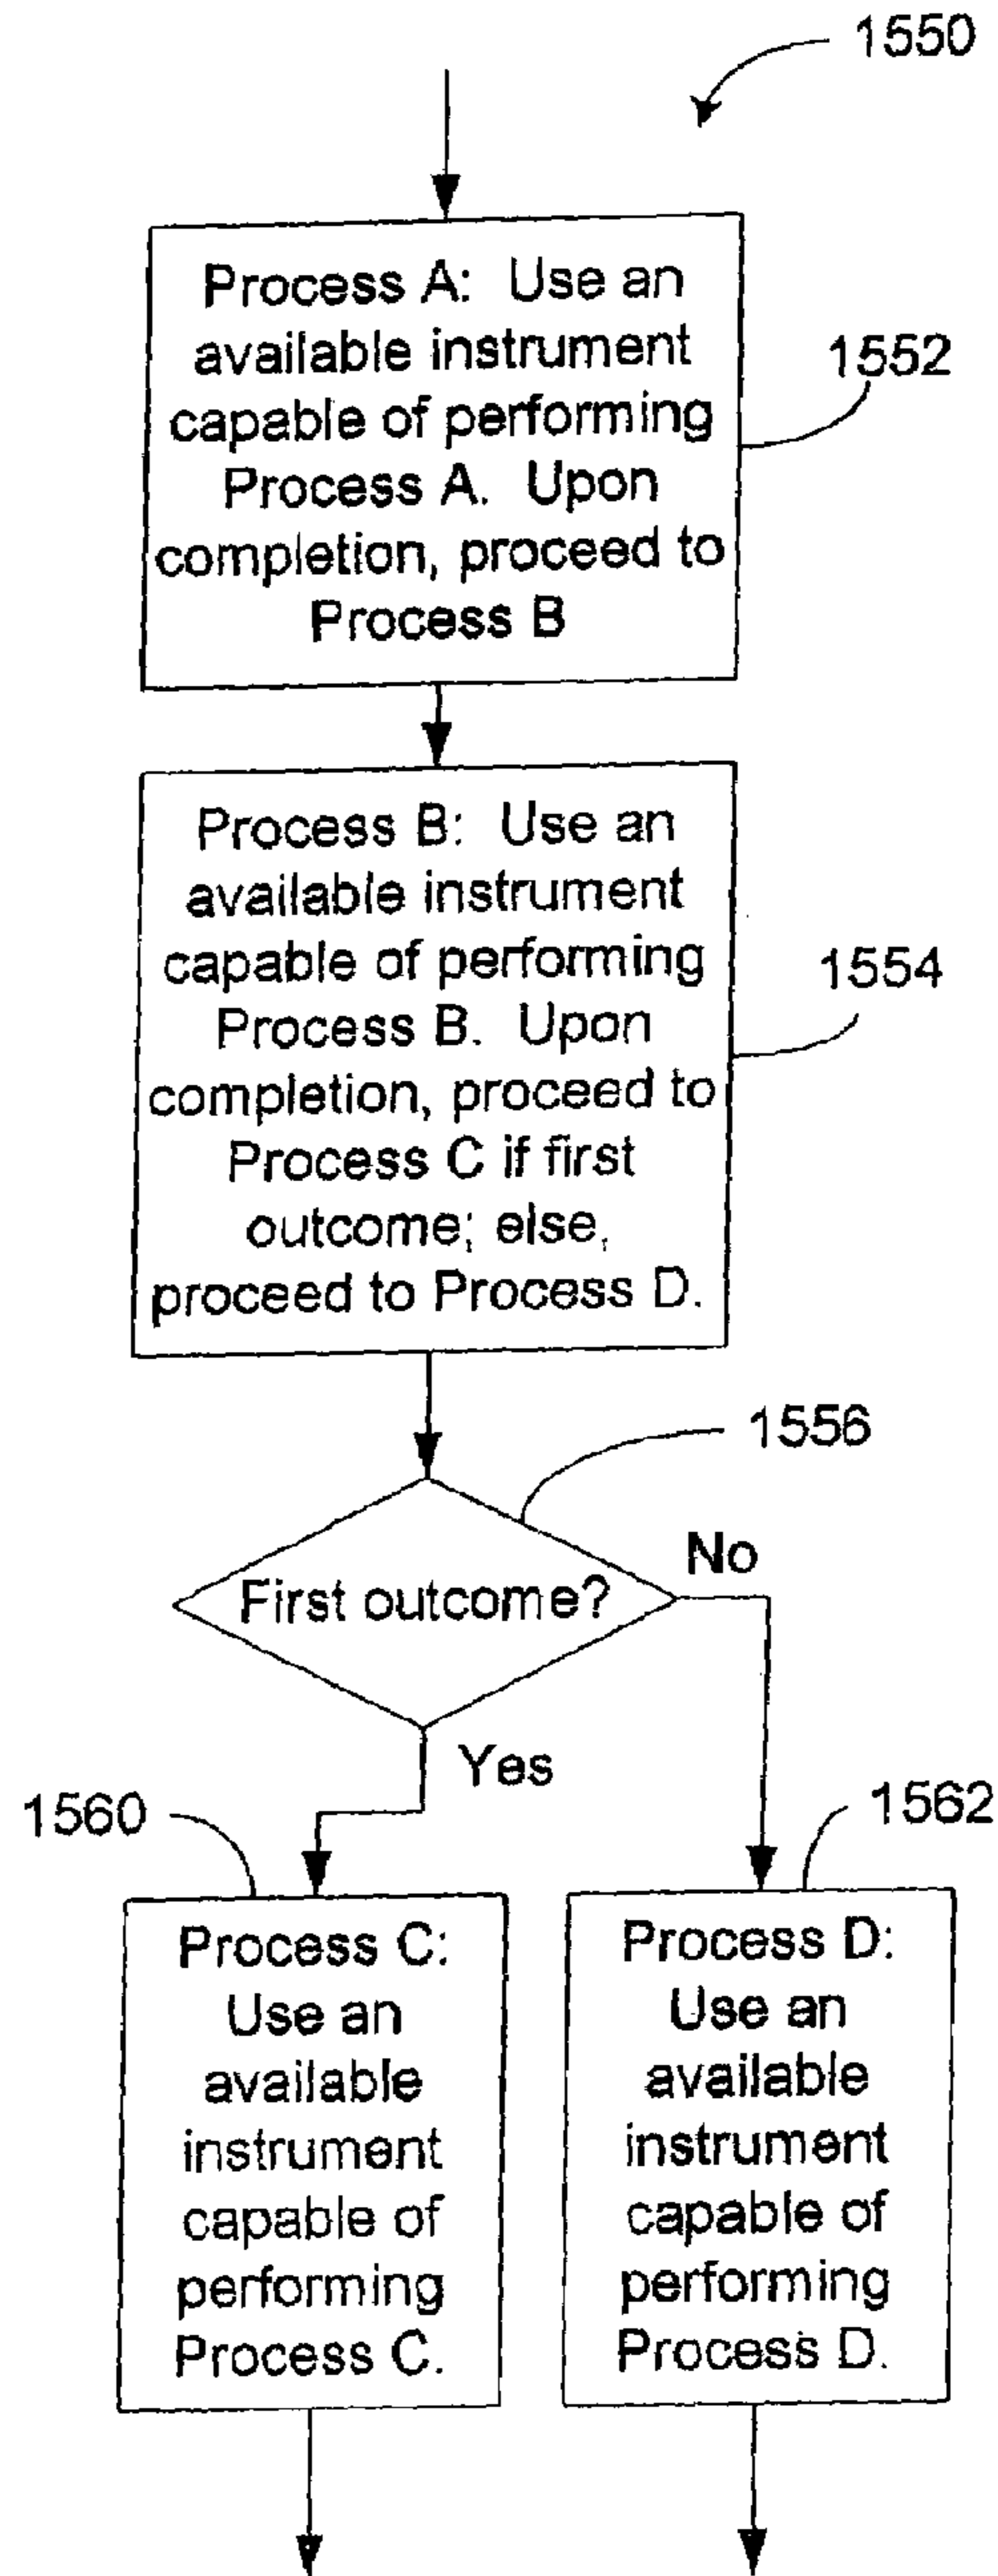 1550
Process A: Use an
available instrument
capable of performing
Process A. Upon
completion, proceed to
Process B
1552
Process B: Use an
available instrument
capable of performing
Process B. Upon
completion, proceed to
Process C if first
outcome; else,
proceed to Process D.
1554
1556
First outcome?
No
Yes
1560
1562
Process C:
Use an
available
instrument
capable of
performing
Process C.
Process D:
Use an
available
instrument
capable of
performing
Process D.